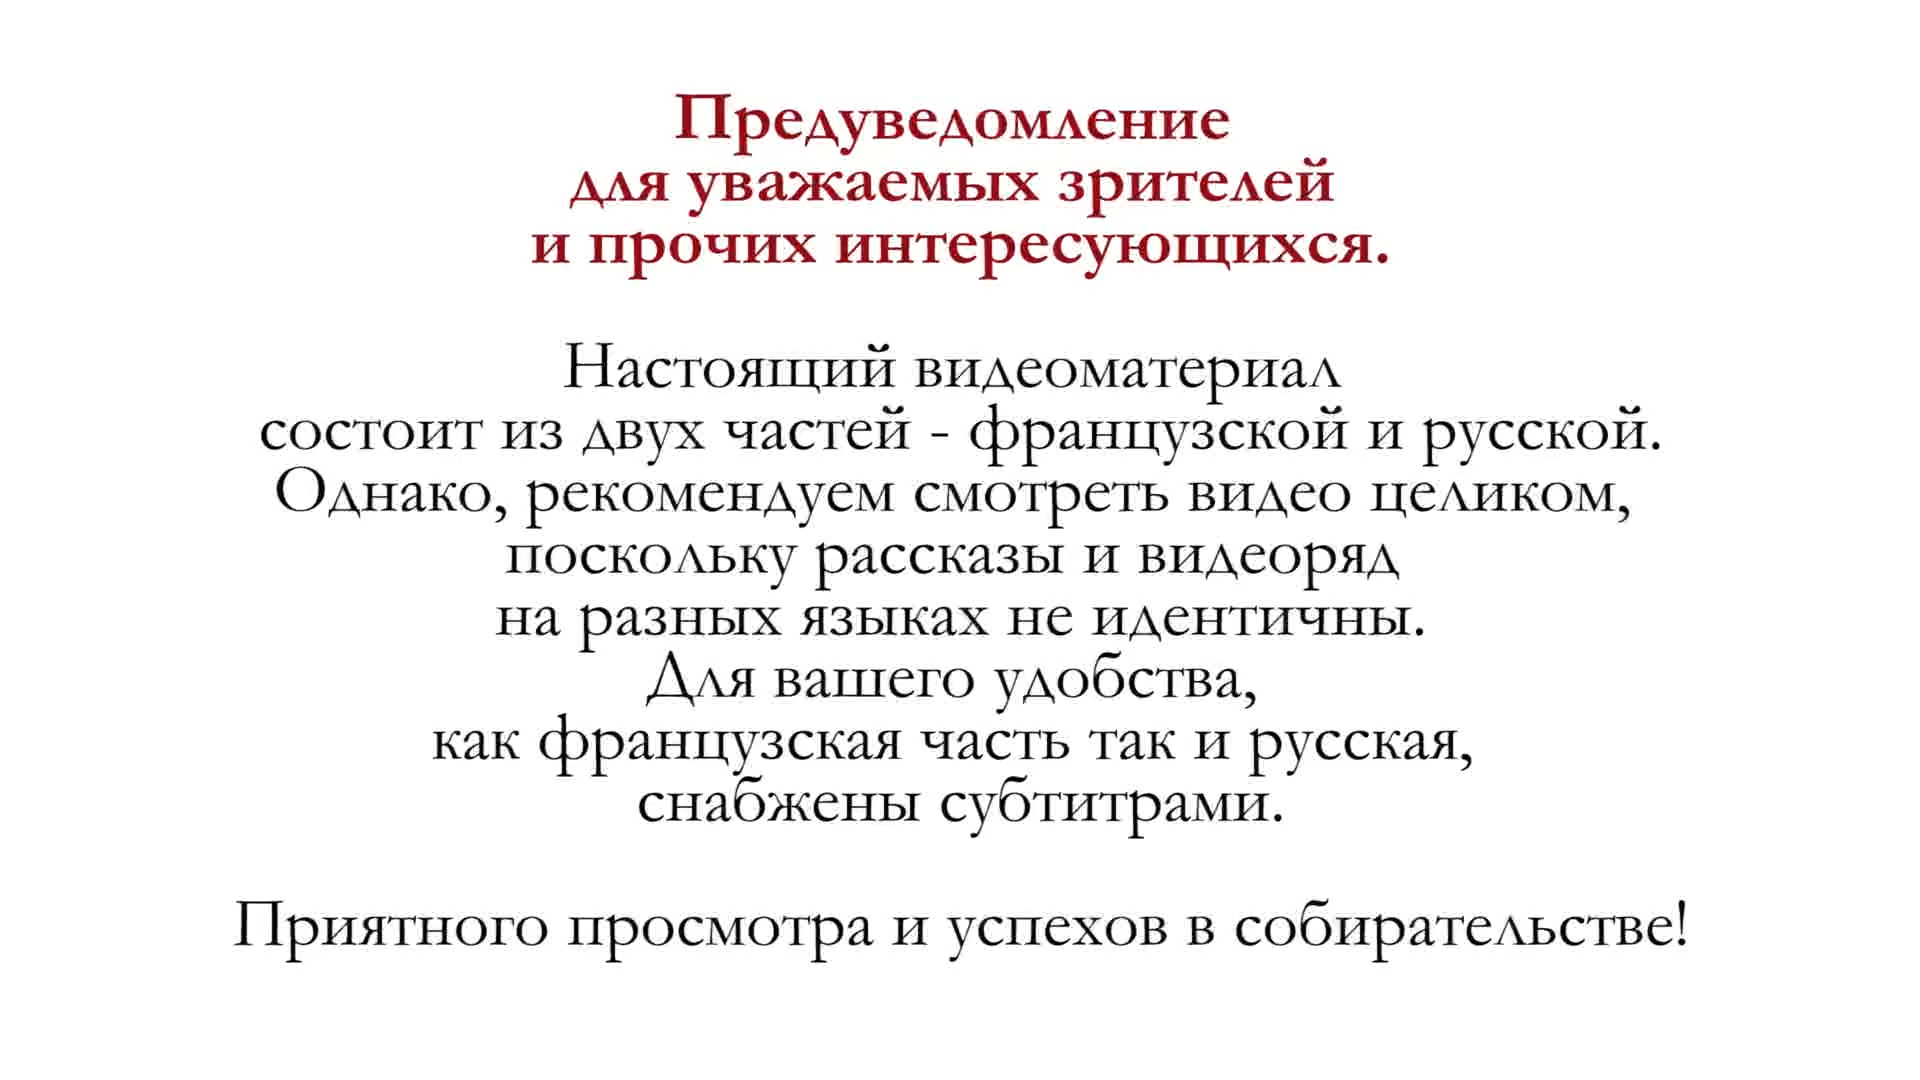 Предуведомление
для уважаемых зрителей
и прочих интересующихся.
Настоящий видеоматериал
состоит из двух частей - французской и русской.
Однако, рекомендуем смотреть видео целиком,
поскольку рассказы и видеоряд
на разных языках не идентичны.
Для вашего удобства,
как французская часть так и русская,
снабжены субтитрами.
Приятного просмотра и успехов в собирательстве!